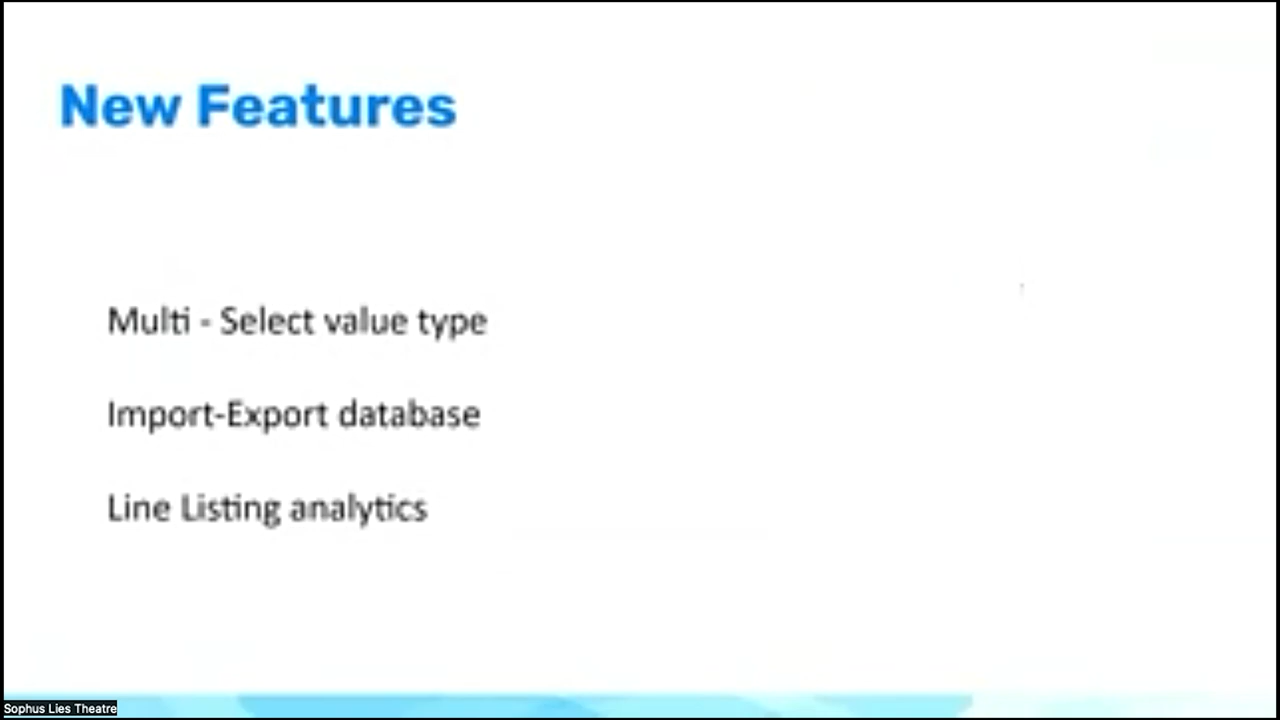 New Features
Multi - Select value type
Import-Export database
Line Listing analytics
Sophus Lies Theatre